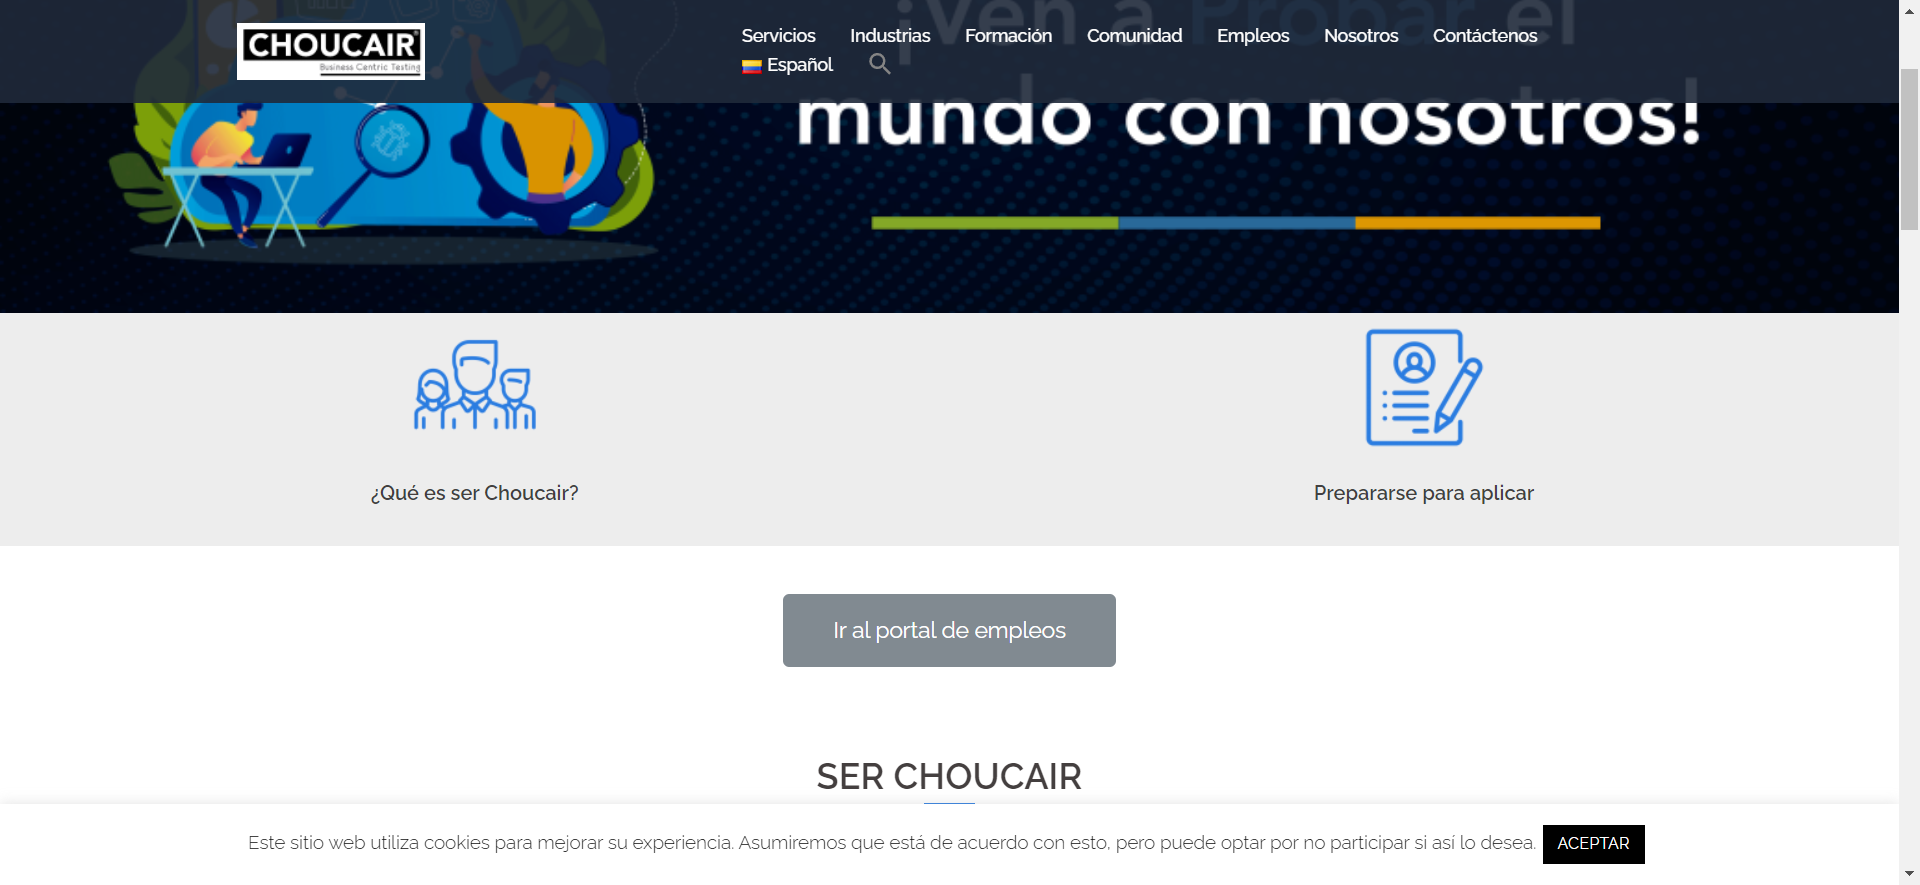 ¡Ven a Probar el
CHOUCAIR
Business Centric Testing
Servicios Industrias Formación Comunidad Empleos Nosotros Contáctenos
Español
mundo con nosotros!
¿Qué es ser Choucair?
Prepararse para aplicar
Ir al portal de empleos
SER CHOUCAIR
Este sitio web utiliza cookies para mejorar su experiencia. Asumiremos que está de acuerdo con esto, pero puede optar por no participar si así lo desea. ACEPTAR